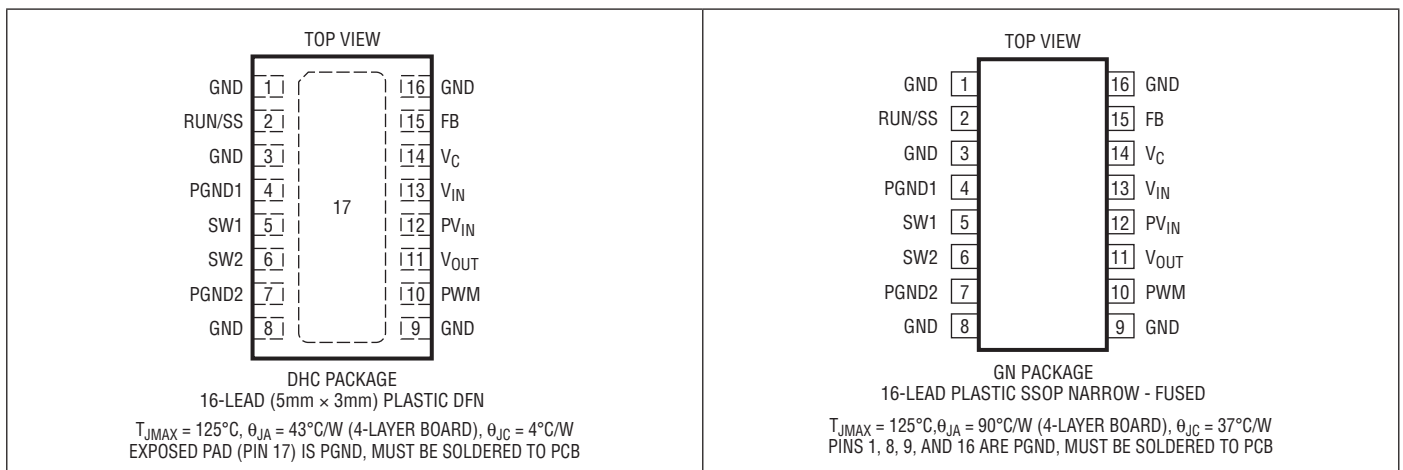 TOP VIEW
GND 1 16 GND
RUN/SS 2 15 FB
GND 3 14 VC
PGND1 4 13 VIN
17
SW1 5 12 PVIN
SW2 6 11 VOUT
PGND2 7 10 PWM
GND 8 9 GND
DHC PACKAGE
16-LEAD (5mm × 3mm) PLASTIC DFN
TJMAX = 125°C, θJA = 43°C/W (4-LAYER BOARD), θJC = 4°C/W
EXPOSED PAD (PIN 17) IS PGND, MUST BE SOLDERED TO PCB
TOP VIEW
GND 1 16 GND
RUN/SS 2 15 FB
GND 3 14 VC
PGND1 4 13 VIN
SW1 5 12 PVIN
SW2 6 11 VOUT
PGND2 7 10 PWM
GND 8 9 GND
GN PACKAGE
16-LEAD PLASTIC SSOP NARROW - FUSED
TJMAX = 125°C,θJA = 90°C/W (4-LAYER BOARD), θJC = 37°C/W
PINS 1, 8, 9, AND 16 ARE PGND, MUST BE SOLDERED TO PCB